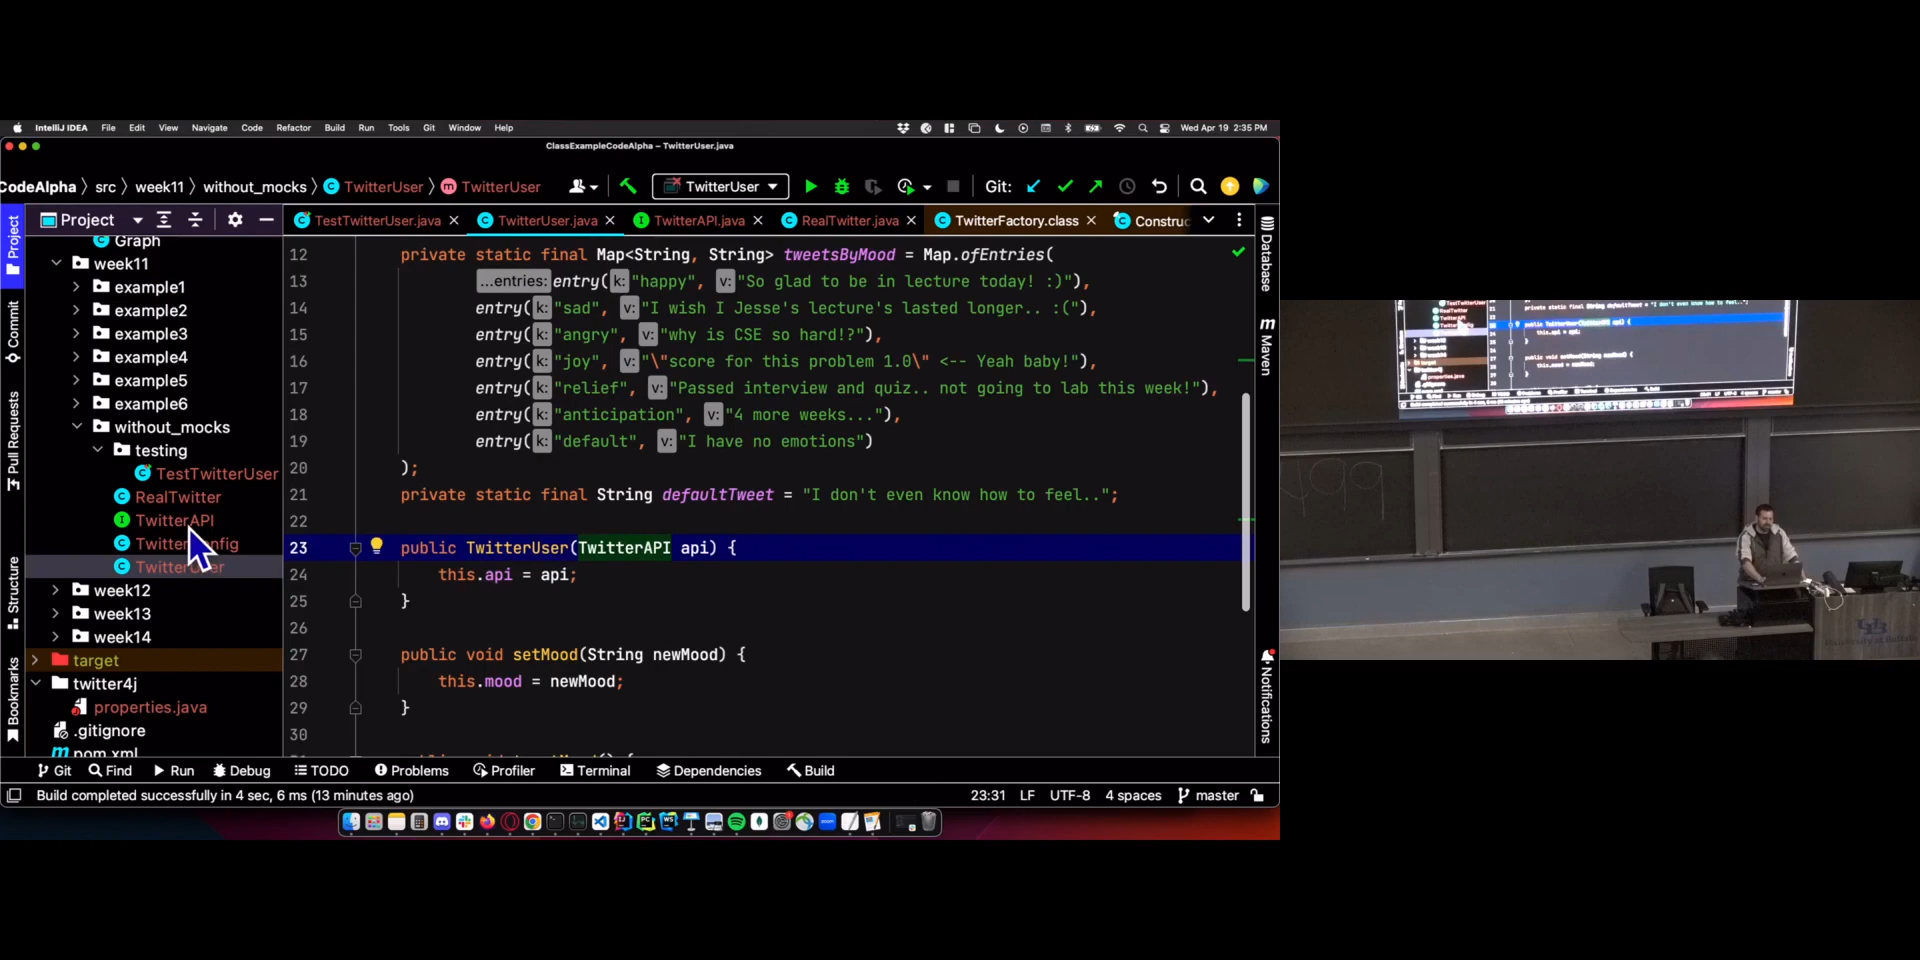 IntelliJ IDEA File Edit View Navigate Code Refactor Build Run Tools Git Window Help Wed Apr 19 2:35 PM
ClassExampleCodeAlpha – TwitterUser.java
CodeAlpha src week11 without_mocks TwitterUser TwitterUser TwitterUser Git:
Project TestTwitterUser.java TwitterUser.java TwitterAPI.java RealTwitter.java TwitterFactory.class Construc
Project
Commit
Pull Requests
Structure
Bookmarks
Graph
week11
example1
example2
example3
example4
example5
example6
without_mocks
testing
TestTwitterUser
RealTwitter
TwitterAPI
TwitterUser
week12
week13
week14
target
twitter4j
properties.java
.gitignore
pom.xml
12 private static final Map<String, String> tweetsByMood = Map.ofEntries(
13 ...entries: entry( k: "happy", v: "So glad to be in lecture today! :)"),
14 entry( k: "sad", v: "I wish I Jesse's lecture's lasted longer.. :("),
15 entry( k: "angry", v: "why is CSE so hard!?"),
16 entry( k: "joy", v: "\"score for this problem 1.0\" <-- Yeah baby!"),
17 entry( k: "relief", v: "Passed interview and quiz.. not going to lab this week!"),
18 entry( k: "anticipation", v: "4 more weeks..."),
19 entry( k: "default", v: "I have no emotions")
20 );
21 private static final String defaultTweet = "I don't even know how to feel..";
22
23 public TwitterUser(TwitterAPI api) {
24 this.api = api;
25 }
26
27 public void setMood(String newMood) {
28 this.mood = newMood;
29 }
30
Database
Maven
Notifications
Git Find Run Debug TODO Problems Profiler Terminal Dependencies Build
Build completed successfully in 4 sec, 6 ms (13 minutes ago) 23:31 LF UTF-8 4 spaces master